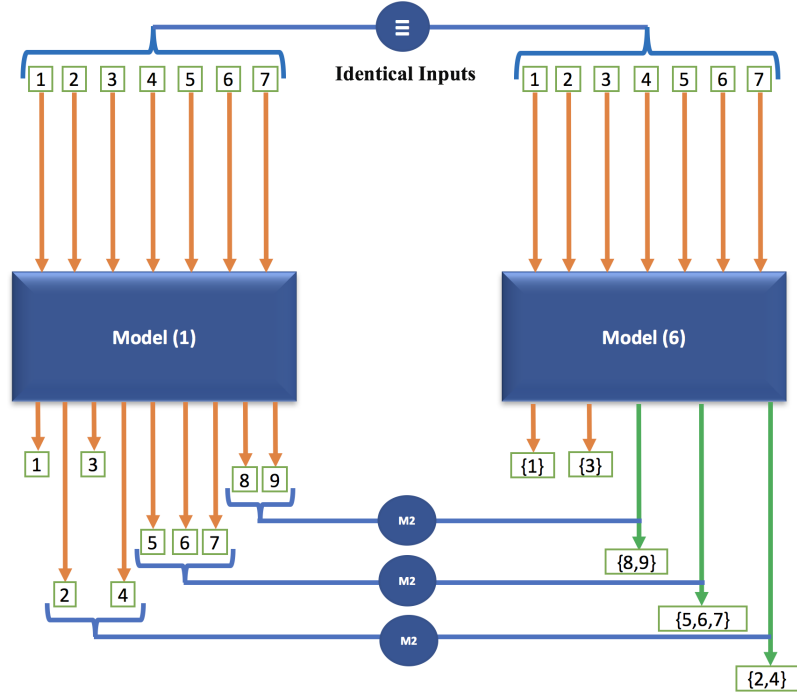 ≡
Identical Inputs
1 2 3 4 5 6 7
1 2 3 4 5 6 7
Model (1)
Model (6)
1
3
{1}
{3}
8 9
M2
5 6 7
{8,9}
M2
2 4
{5,6,7}
M2
{2,4}